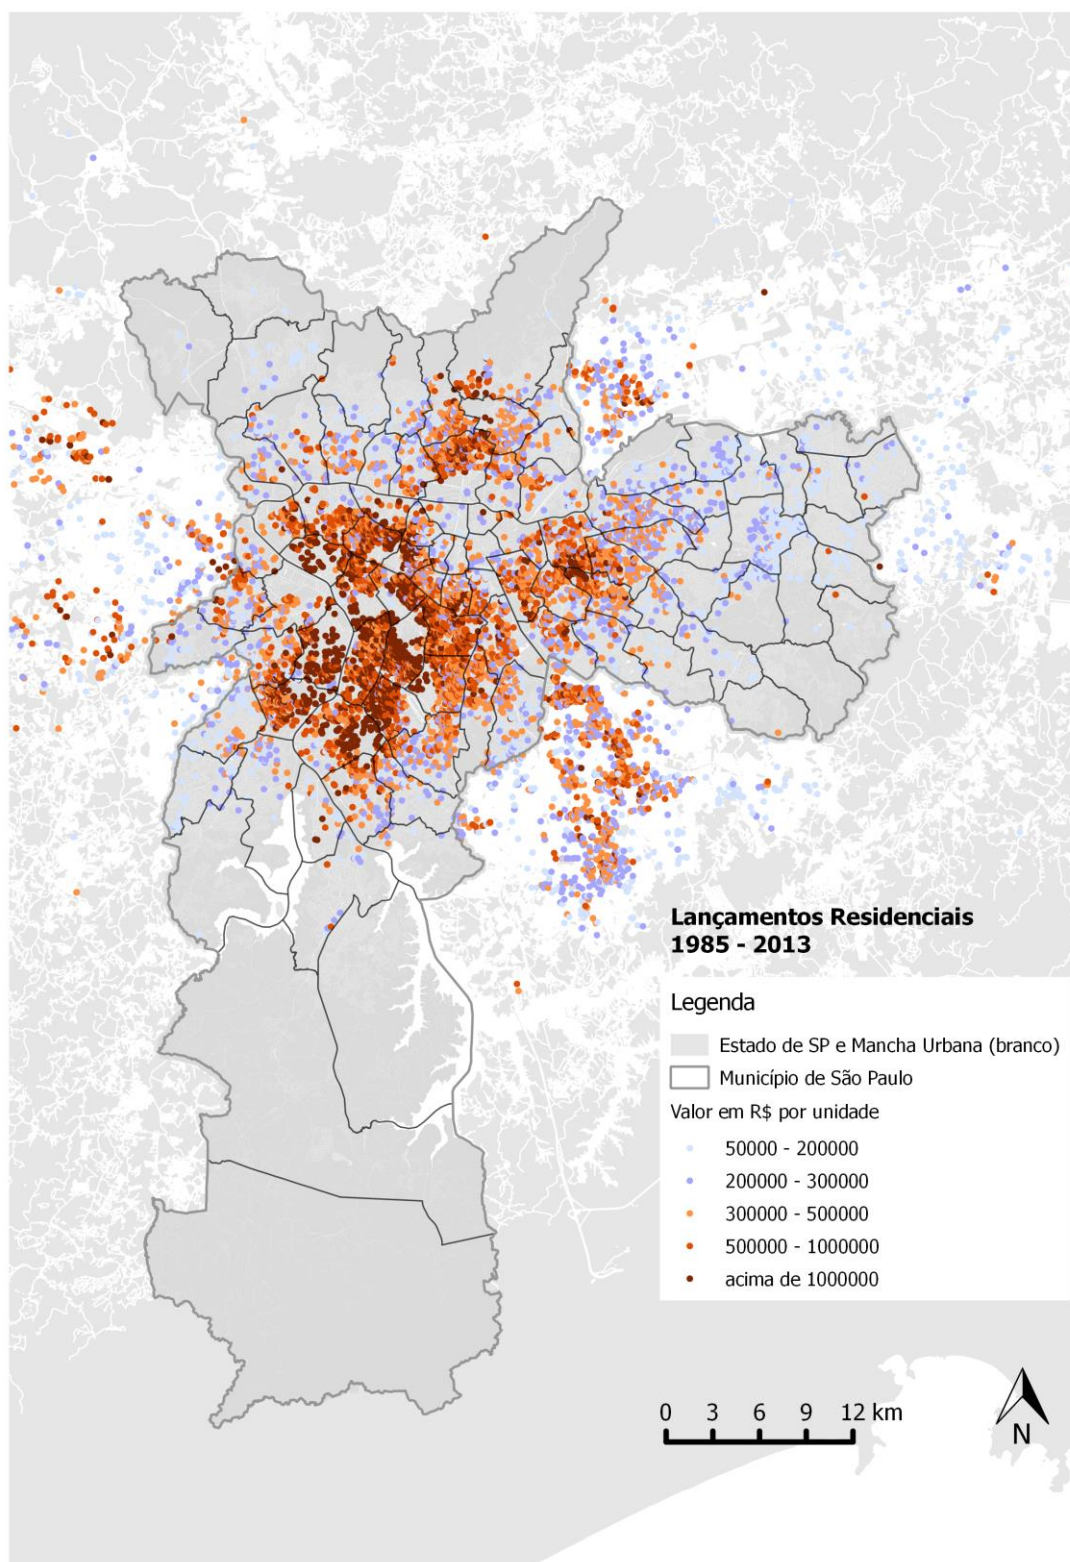 Lançamentos Residenciais
1985 - 2013
Legenda
Estado de SP e Mancha Urbana (branco)
Município de São Paulo
Valor em R$ por unidade
50000 - 200000
200000 - 300000
300000 - 500000
500000 - 1000000
acima de 1000000
0 3 6 9 12 km
N